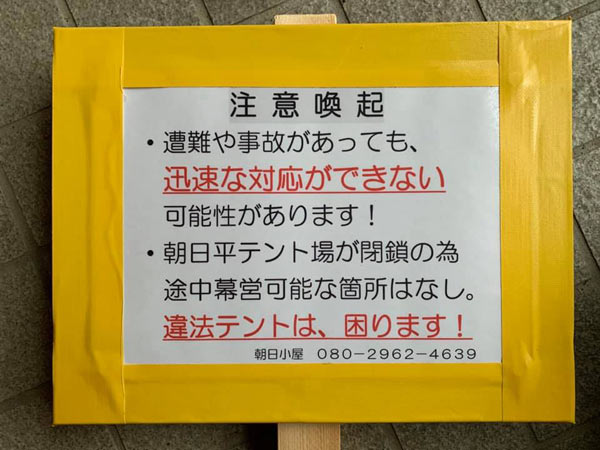 注意喚起
・遭難や事故があっても、
迅速な対応ができない
可能性があります！
・朝日平テント場が閉鎖の為
途中幕営可能な箇所はなし。
違法テントは、困ります！
朝日小屋 080－2962－4639